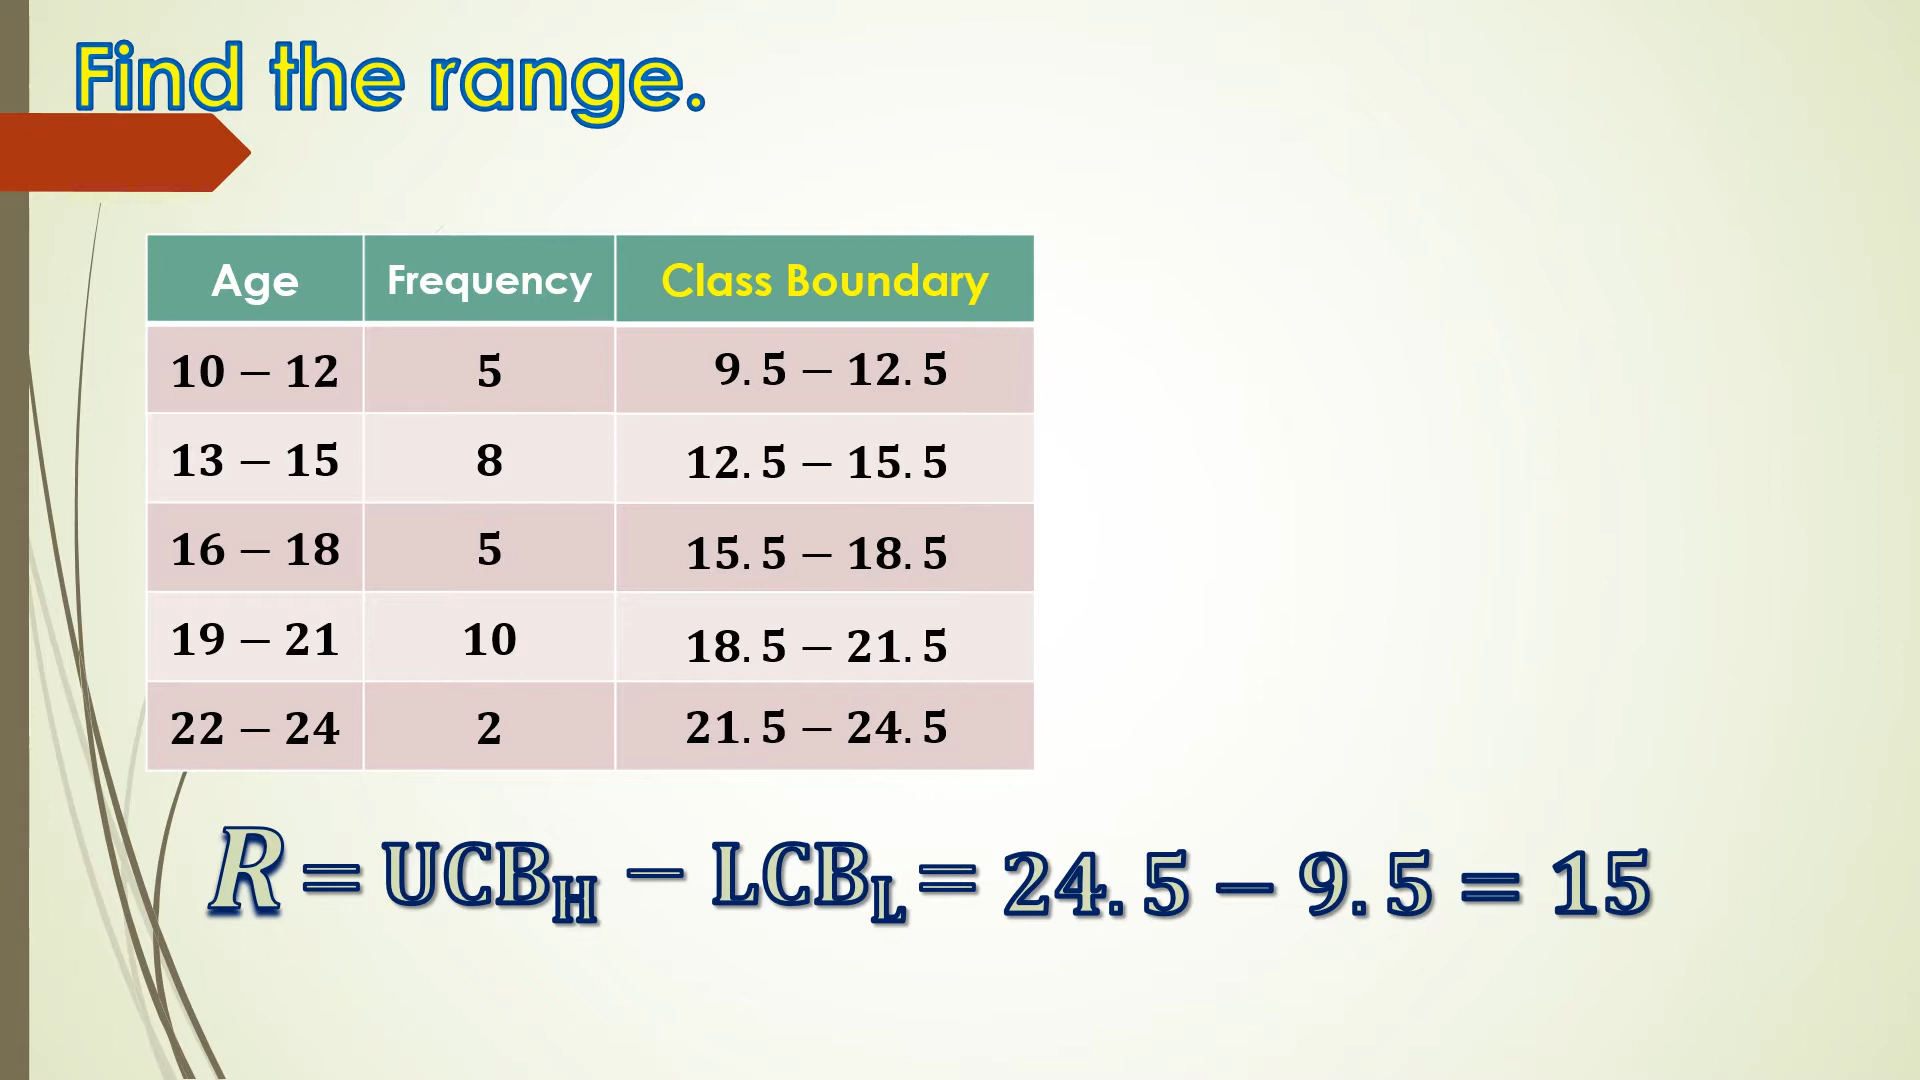 Find the range.
Age Frequency Class Boundary
10 – 12 5 9.5 – 12.5
13 – 15 8 12.5 – 15.5
16 – 18 5 15.5 – 18.5
19 – 21 10 18.5 – 21.5
22 – 24 2 21.5 – 24.5
R = UCB_H – LCB_L = 24.5 – 9.5 = 15